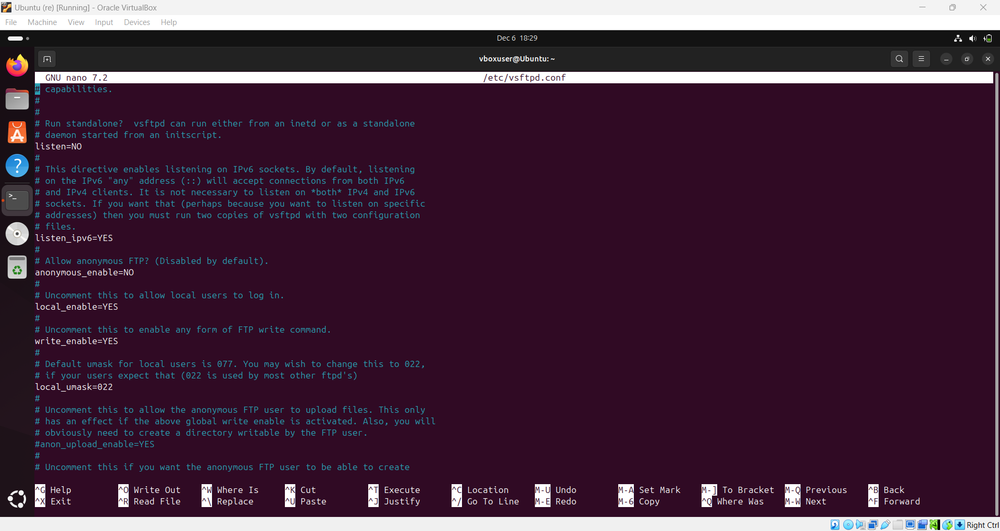 Ubuntu (re) [Running] - Oracle VirtualBox
File Machine View Input Devices Help
Dec 6 18:29
vboxuser@Ubuntu: ~
GNU nano 7.2 /etc/vsftpd.conf
# capabilities.
#
#
# Run standalone?  vsftpd can run either from an inetd or as a standalone
# daemon started from an initscript.
listen=NO
#
# This directive enables listening on IPv6 sockets. By default, listening
# on the IPv6 "any" address (::) will accept connections from both IPv6
# and IPv4 clients. It is not necessary to listen on *both* IPv4 and IPv6
# sockets. If you want that (perhaps because you want to listen on specific
# addresses) then you must run two copies of vsftpd with two configuration
# files.
listen_ipv6=YES
#
# Allow anonymous FTP? (Disabled by default).
anonymous_enable=NO
#
# Uncomment this to allow local users to log in.
local_enable=YES
#
# Uncomment this to enable any form of FTP write command.
write_enable=YES
#
# Default umask for local users is 077. You may wish to change this to 022,
# if your users expect that (022 is used by most other ftpd's)
local_umask=022
#
# Uncomment this to allow the anonymous FTP user to upload files. This only
# has an effect if the above global write enable is activated. Also, you will
# obviously need to create a directory writable by the FTP user.
#anon_upload_enable=YES
#
# Uncomment this if you want the anonymous FTP user to be able to create
^G Help ^O Write Out ^W Where Is ^K Cut ^T Execute ^C Location M-U Undo M-A Set Mark M-] To Bracket M-Q Previous ^B Back
^X Exit ^R Read File ^\ Replace ^U Paste ^J Justify ^/ Go To Line M-E Redo M-6 Copy ^Q Where Was M-W Next ^F Forward
Right Ctrl